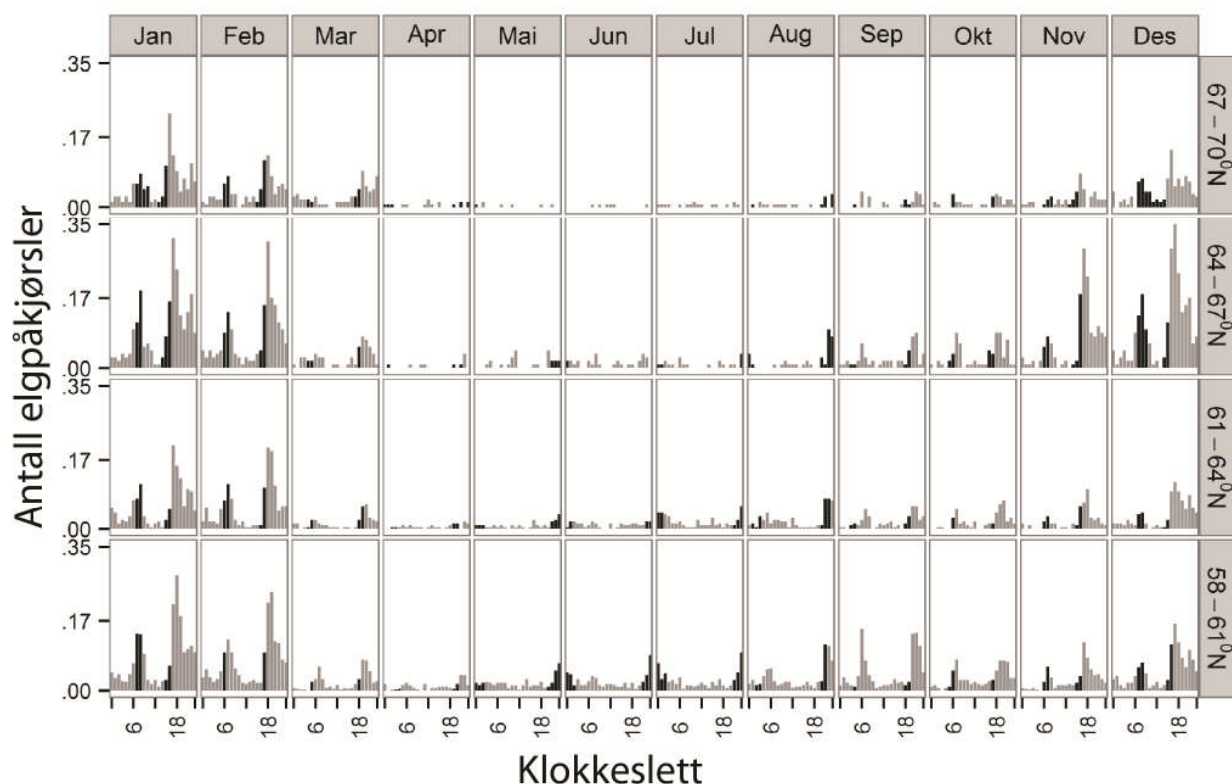 Jan Feb Mar Apr Mai Jun Jul Aug Sep Okt Nov Des
Antall elgpåkjørsler
.35
.17
.00
67 – 70⁰N
.35
.17
.00
64 – 67⁰N
.35
.17
.00
61 – 64⁰N
.35
.17
.00
58 – 61⁰N
6 18 6 18 6 18 6 18 6 18 6 18 6 18 6 18 6 18 6 18 6 18 6 18
Klokkeslett